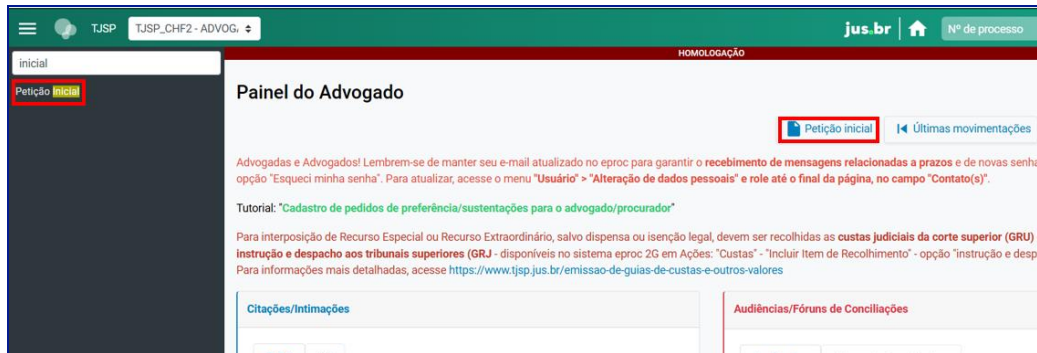 TJSP TJSP_CHF2 - ADVOG. jus.br Nº de processo
HOMOLOGAÇÃO
inicial
Petição Inicial
Painel do Advogado
Petição inicial Últimas movimentações
Advogadas e Advogados! Lembrem-se de manter seu e-mail atualizado no eproc para garantir o recebimento de mensagens relacionadas a prazos e de novas senha
opção "Esqueci minha senha". Para atualizar, acesse o menu "Usuário" > "Alteração de dados pessoais" e role até o final da página, no campo "Contato(s)".
Tutorial: "Cadastro de pedidos de preferência/sustentações para o advogado/procurador"
Para interposição de Recurso Especial ou Recurso Extraordinário, salvo dispensa ou isenção legal, devem ser recolhidas as custas judiciais da corte superior (GRU)
instrução e despacho aos tribunais superiores (GRJ - disponíveis no sistema eproc 2G em Ações: "Custas" - "Incluir Item de Recolhimento" - opção "instrução e desp
Para informações mais detalhadas, acesse https://www.tjsp.jus.br/emissao-de-guias-de-custas-e-outros-valores
Citações/Intimações Audiências/Fóruns de Conciliações